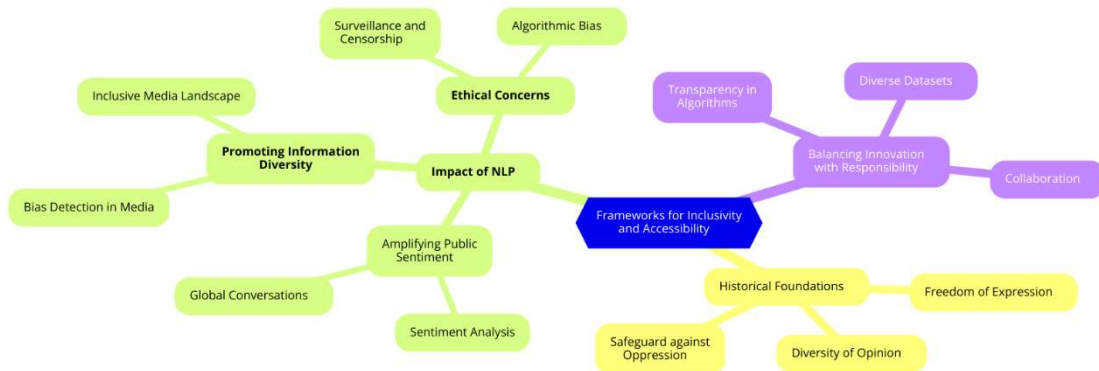 Surveillance and
Censorship
Algorithmic Bias
Ethical Concerns
Inclusive Media Landscape
Promoting Information
Diversity
Bias Detection in Media
Impact of NLP
Amplifying Public
Sentiment
Global Conversations
Sentiment Analysis
Frameworks for Inclusivity
and Accessibility
Transparency in
Algorithms
Diverse Datasets
Balancing Innovation
with Responsibility
Collaboration
Historical Foundations
Freedom of Expression
Safeguard against
Oppression
Diversity of Opinion